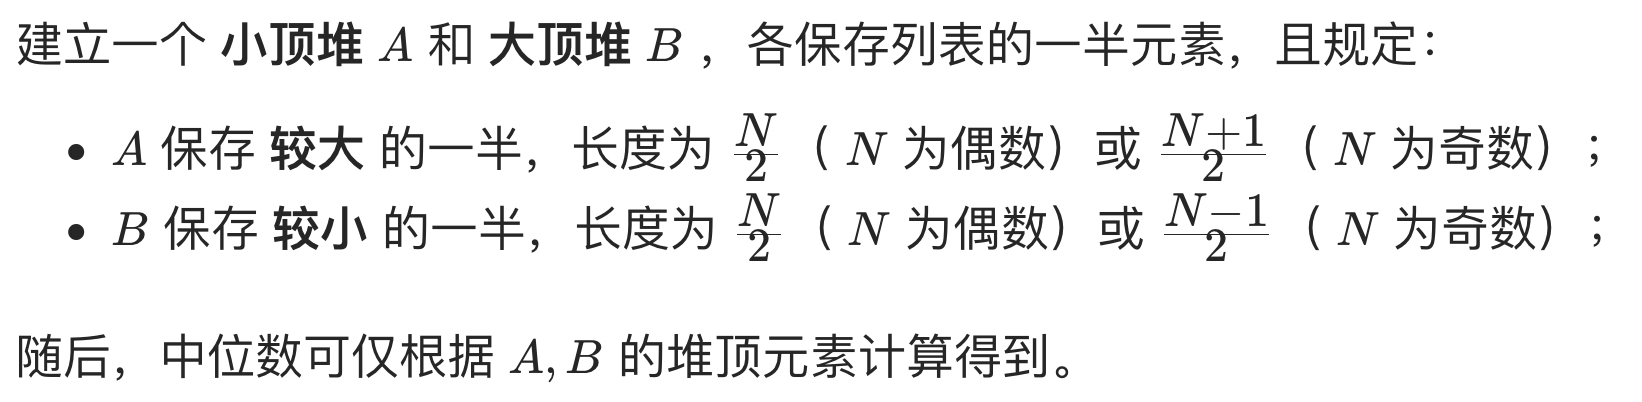 建立一个 小顶堆 A 和 大顶堆 B ，各保存列表的一半元素，且规定：
• A 保存 较大 的一半，长度为 \frac{N}{2}（ N 为偶数）或 \frac{N+1}{2}（ N 为奇数）；
• B 保存 较小 的一半，长度为 \frac{N}{2}（ N 为偶数）或 \frac{N-1}{2}（ N 为奇数）；
随后，中位数可仅根据 A, B 的堆顶元素计算得到。